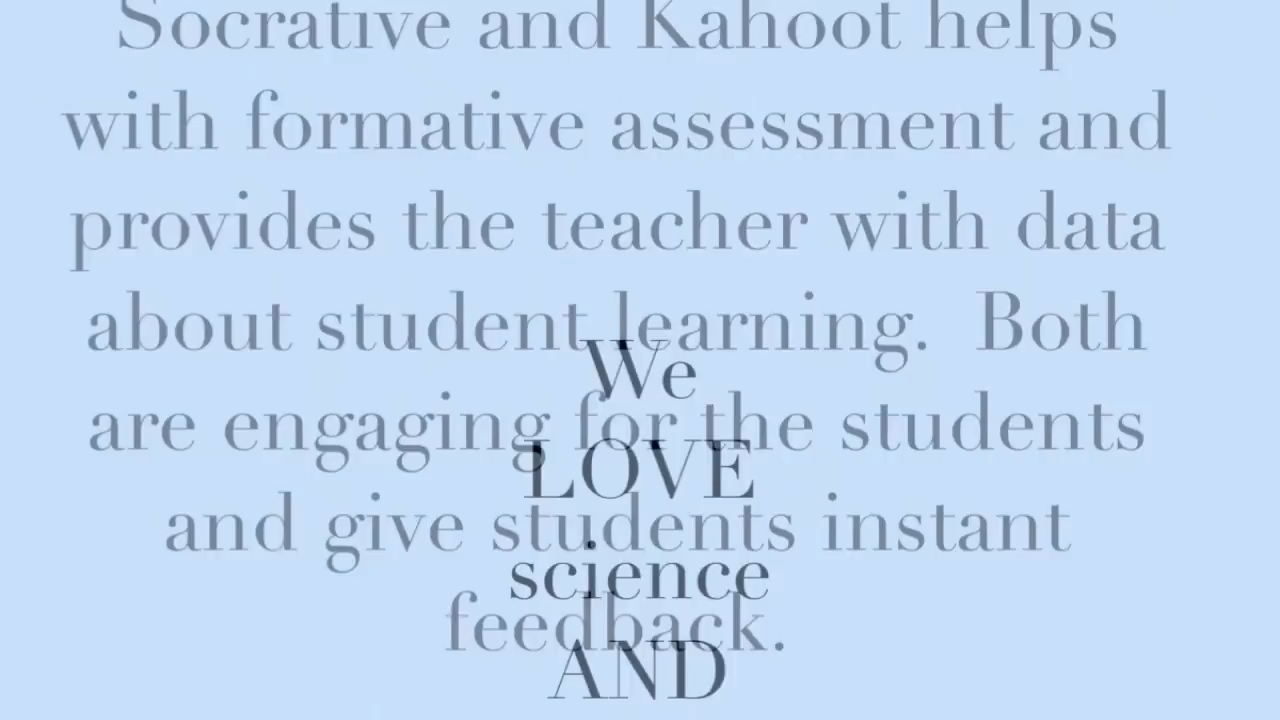 Socrative and Kahoot helps
with formative assessment and
provides the teacher with data
about student learning.  Both
are engaging for the students
and give students instant
feedback.
We
LOVE
science
AND